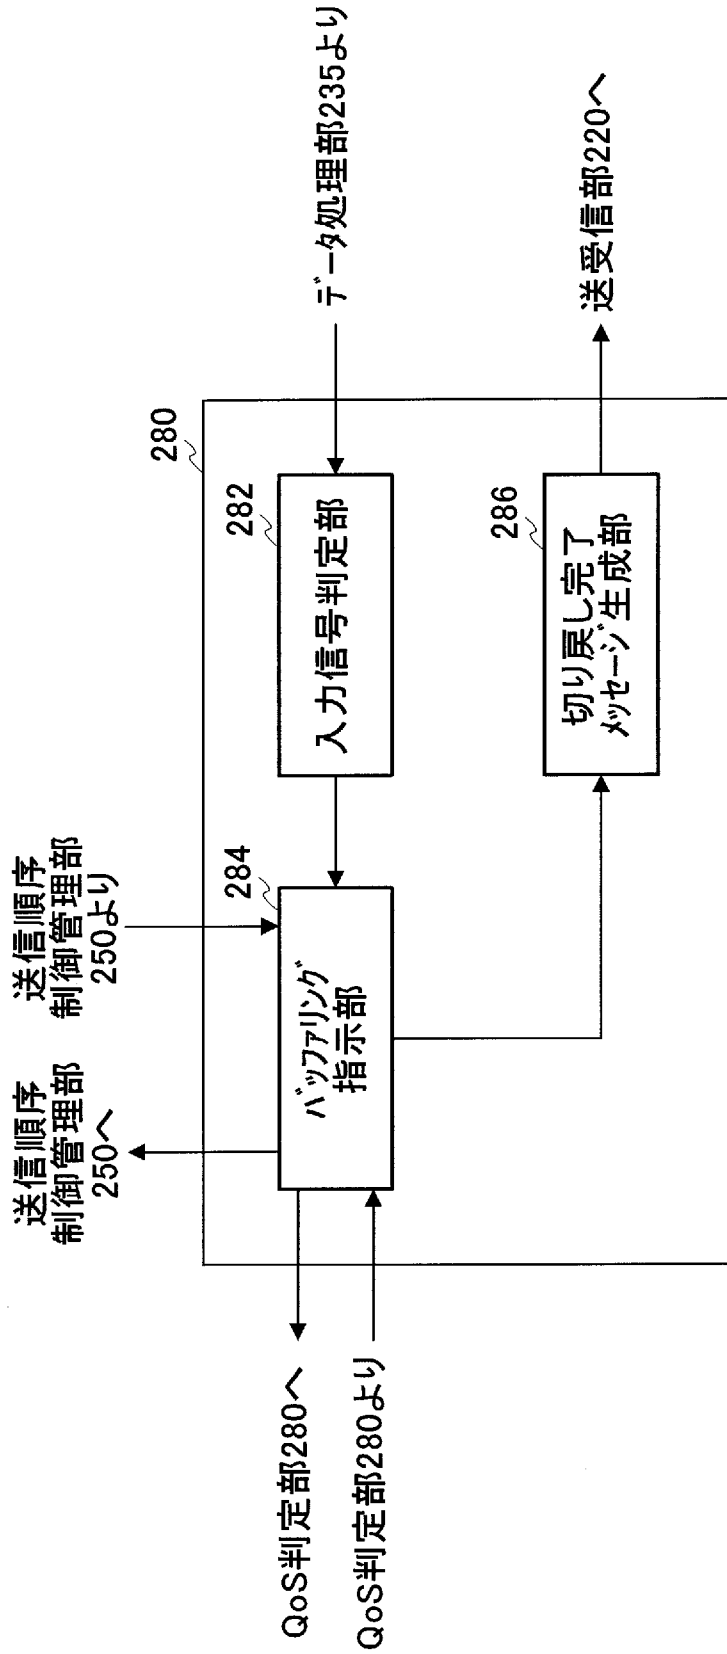 送信順序
制御管理部
250へ
送信順序
制御管理部
250より
280
QoS判定部280へ
QoS判定部280より
284
バッファリング
指示部
282
入力信号判定部
データ処理部235より
286
切り戻し完了
メッセージ生成部
送受信部220へ